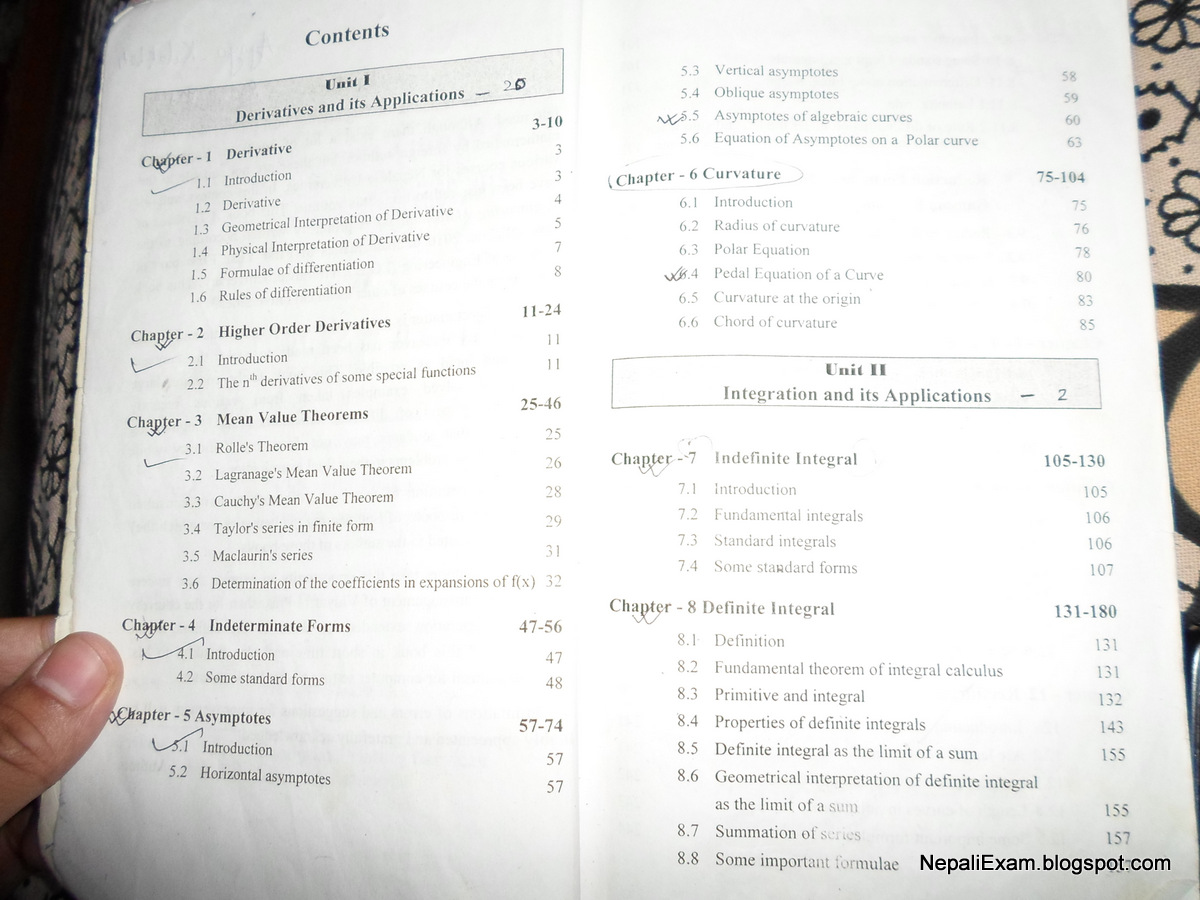 Contents
Unit I
Derivatives and its Applications – 
3-10
Chapter - 1 Derivative 3
1.1 Introduction 3
1.2 Derivative 4
1.3 Geometrical Interpretation of Derivative 5
1.4 Physical Interpretation of Derivative 7
1.5 Formulae of differentiation 8
1.6 Rules of differentiation
Chapter - 2 Higher Order Derivatives 11-24
2.1 Introduction 11
2.2 The nth derivatives of some special functions 11
Chapter - 3 Mean Value Theorems 25-46
3.1 Rolle's Theorem 25
3.2 Lagranage's Mean Value Theorem 26
3.3 Cauchy's Mean Value Theorem 28
3.4 Taylor's series in finite form 29
3.5 Maclaurin's series 31
3.6 Determination of the coefficients in expansions of f(x) 32
Chapter - 4 Indeterminate Forms 47-56
4.1 Introduction 47
4.2 Some standard forms 48
Chapter - 5 Asymptotes 57-74
5.1 Introduction 57
5.2 Horizontal asymptotes 57
5.3 Vertical asymptotes 58
5.4 Oblique asymptotes 59
5.5 Asymptotes of algebraic curves 60
5.6 Equation of Asymptotes on a Polar curve 63
Chapter - 6 Curvature 75-104
6.1 Introduction 75
6.2 Radius of curvature 76
6.3 Polar Equation 78
6.4 Pedal Equation of a Curve 80
6.5 Curvature at the origin 83
6.6 Chord of curvature 85
Unit II
Integration and its Applications – 2
Chapter - 7 Indefinite Integral 105-130
7.1 Introduction 105
7.2 Fundamental integrals 106
7.3 Standard integrals 106
7.4 Some standard forms 107
Chapter - 8 Definite Integral 131-180
8.1 Definition 131
8.2 Fundamental theorem of integral calculus 131
8.3 Primitive and integral 132
8.4 Properties of definite integrals 143
8.5 Definite integral as the limit of a sum 155
8.6 Geometrical interpretation of definite integral
as the limit of a sum 155
8.7 Summation of series 157
8.8 Some important formulae
NepaliExam.blogspot.com